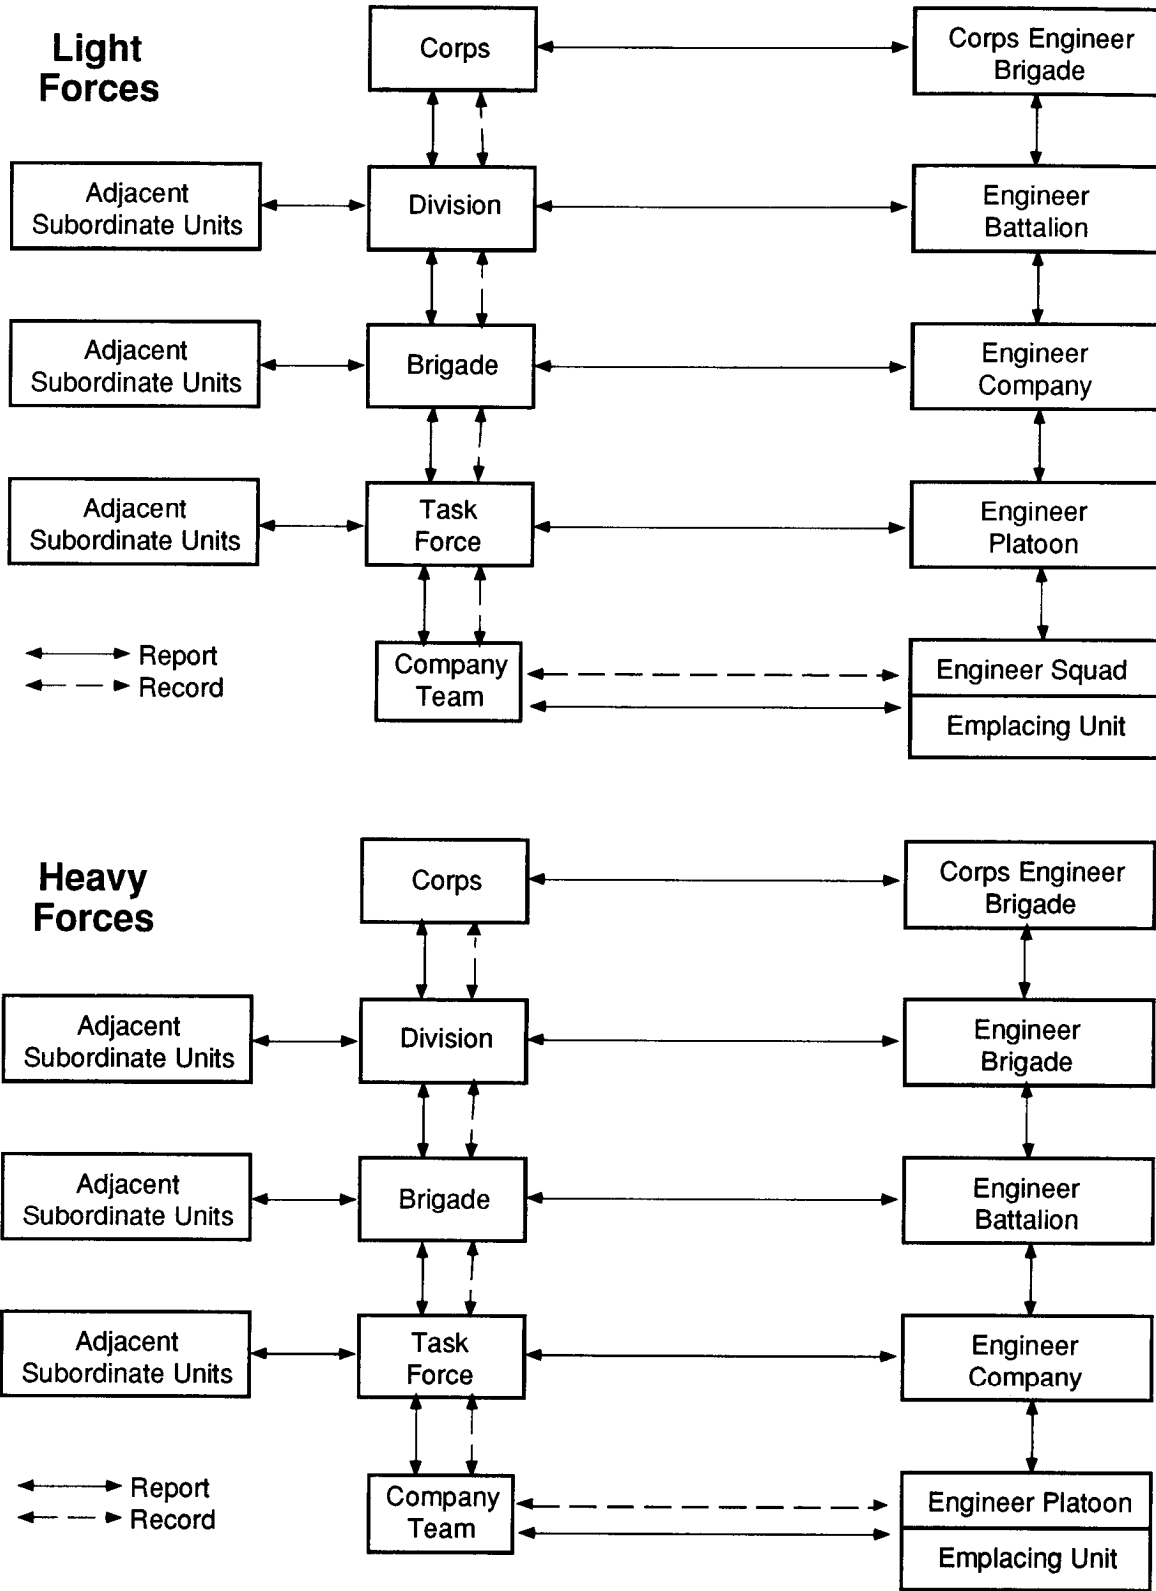 Light
Forces
Corps
Corps Engineer
Brigade
Adjacent
Subordinate Units
Division
Engineer
Battalion
Adjacent
Subordinate Units
Brigade
Engineer
Company
Adjacent
Subordinate Units
Task
Force
Engineer
Platoon
Report
Record
Company
Team
Engineer Squad
Emplacing Unit
Heavy
Forces
Corps
Corps Engineer
Brigade
Adjacent
Subordinate Units
Division
Engineer
Brigade
Adjacent
Subordinate Units
Brigade
Engineer
Battalion
Adjacent
Subordinate Units
Task
Force
Engineer
Company
Report
Record
Company
Team
Engineer Platoon
Emplacing Unit